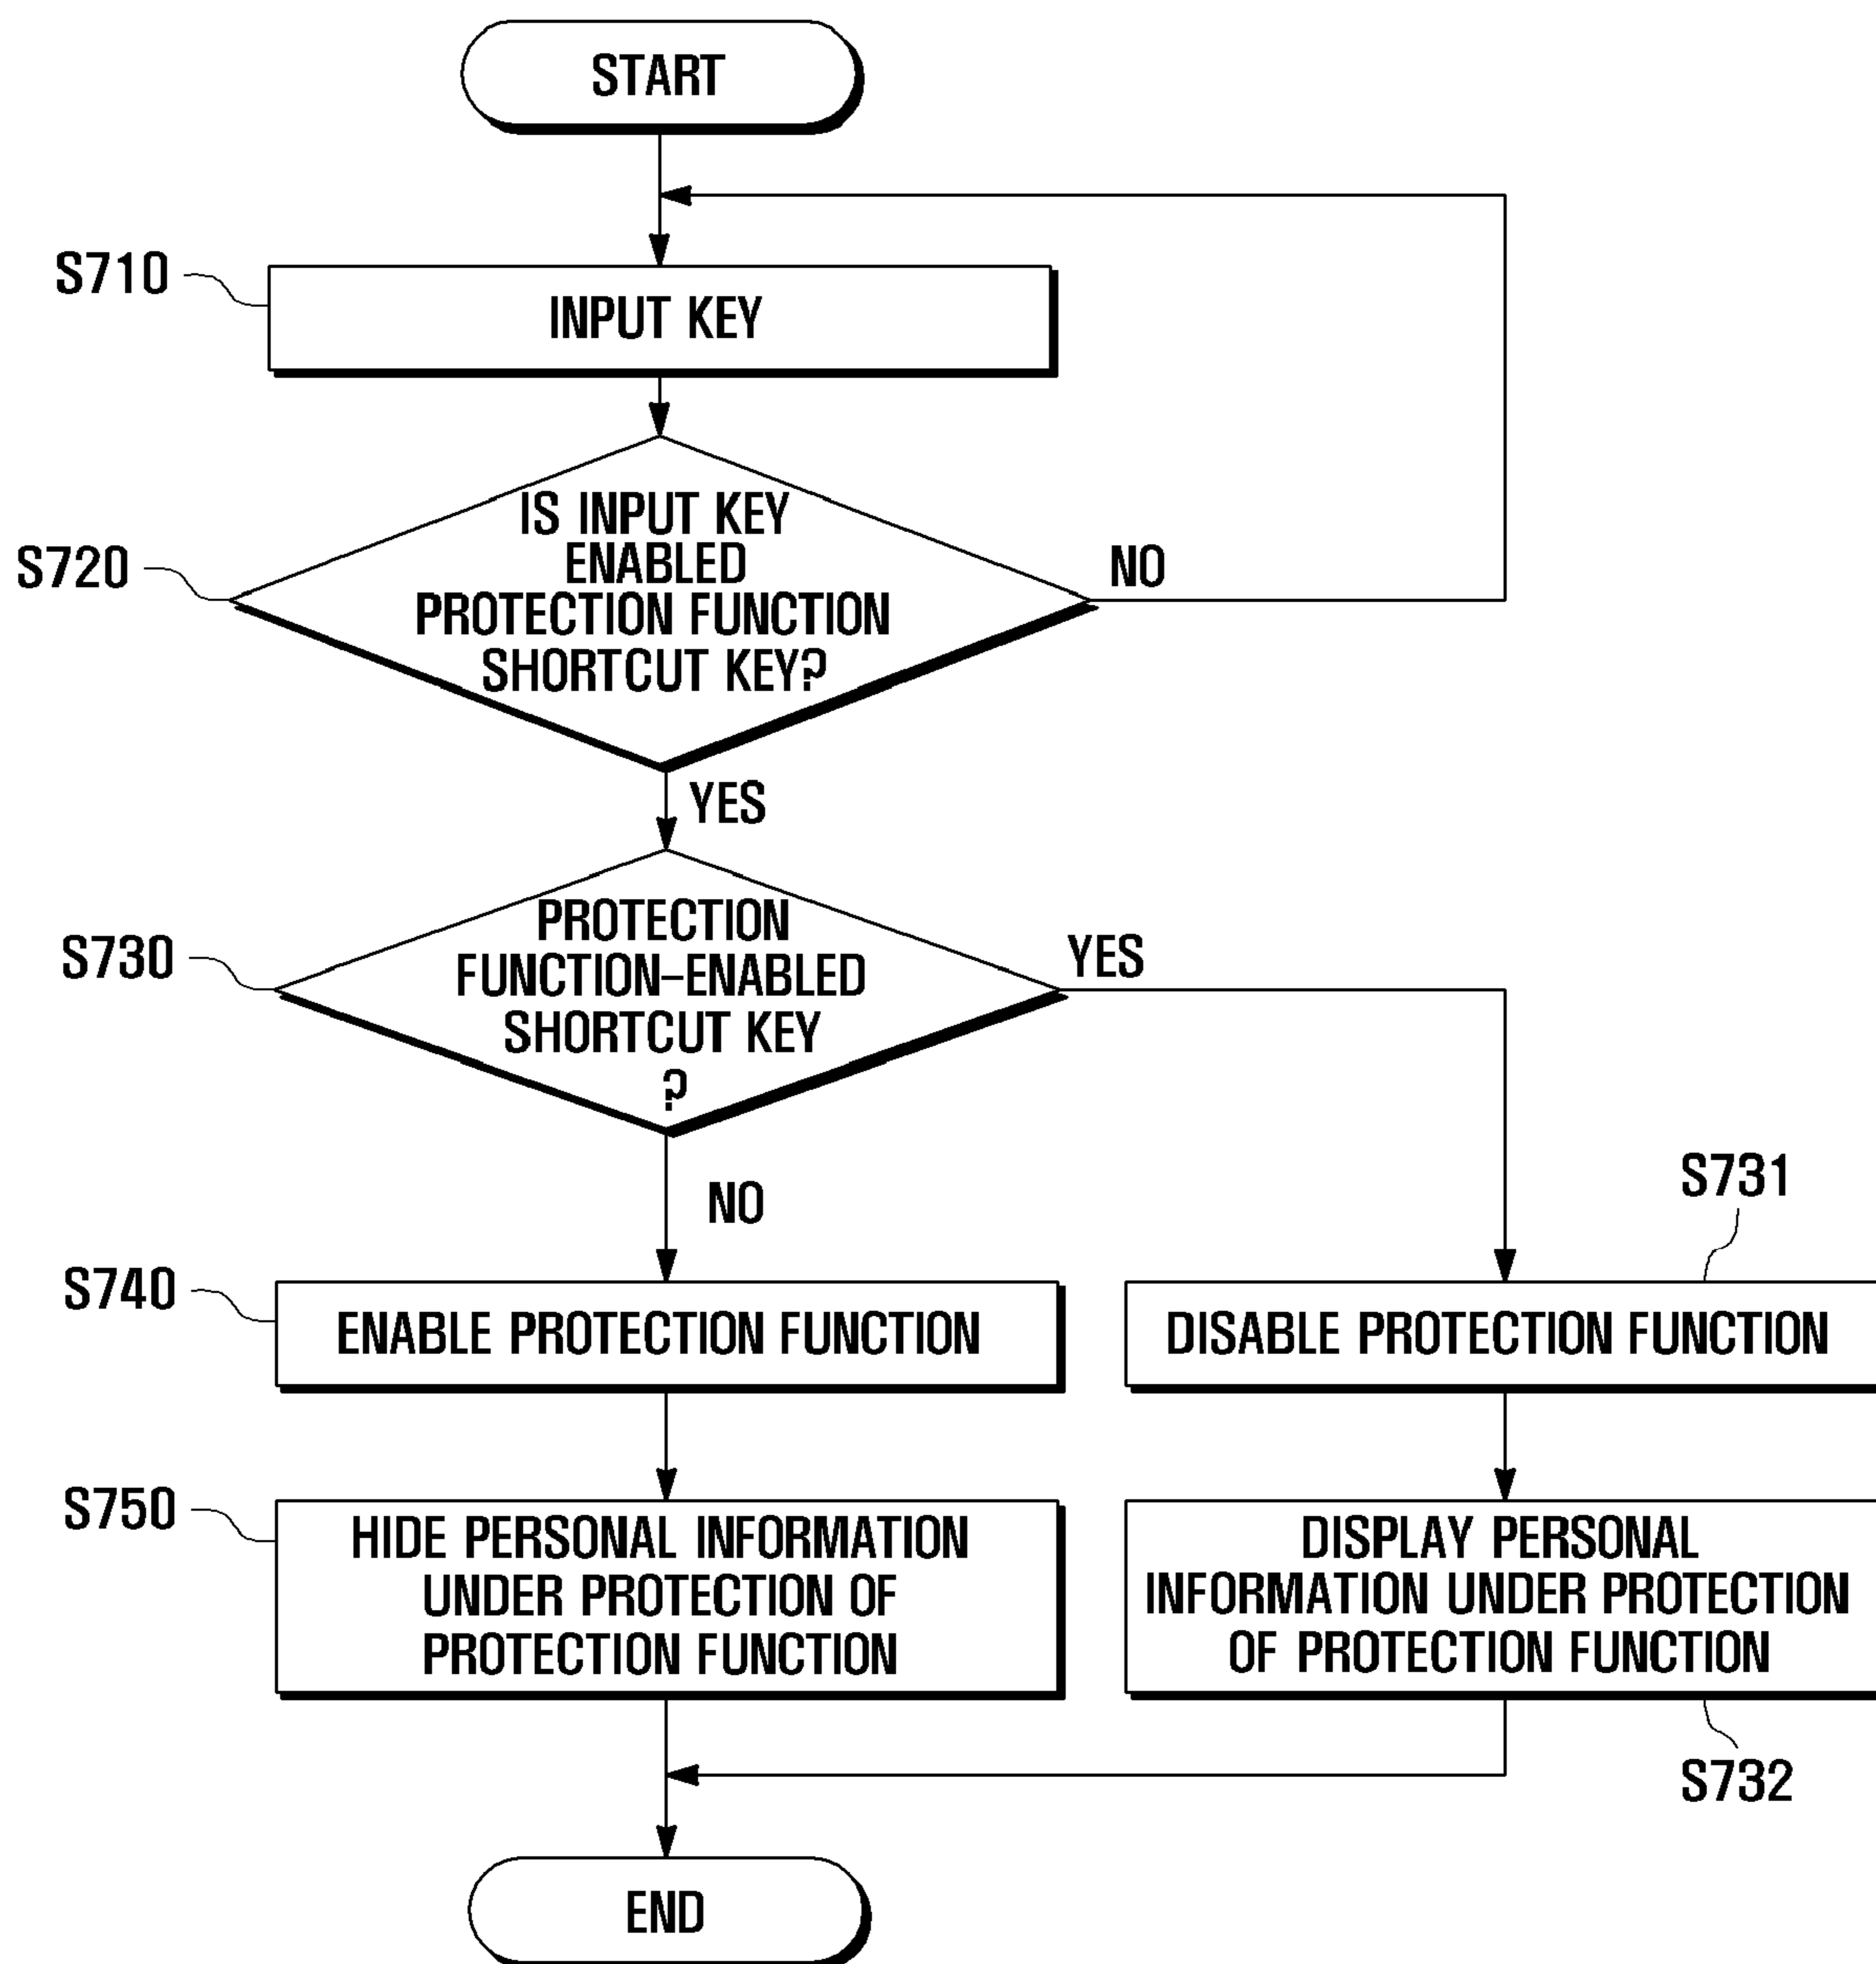 START
S710
INPUT KEY
S720
IS INPUT KEY
ENABLED
PROTECTION FUNCTION
SHORTCUT KEY?
NO
YES
S730
PROTECTION
FUNCTION-ENABLED
SHORTCUT KEY
?
YES
NO
S731
S740
ENABLE PROTECTION FUNCTION
DISABLE PROTECTION FUNCTION
S750
HIDE PERSONAL INFORMATION
UNDER PROTECTION OF
PROTECTION FUNCTION
DISPLAY PERSONAL
INFORMATION UNDER PROTECTION
OF PROTECTION FUNCTION
S732
END